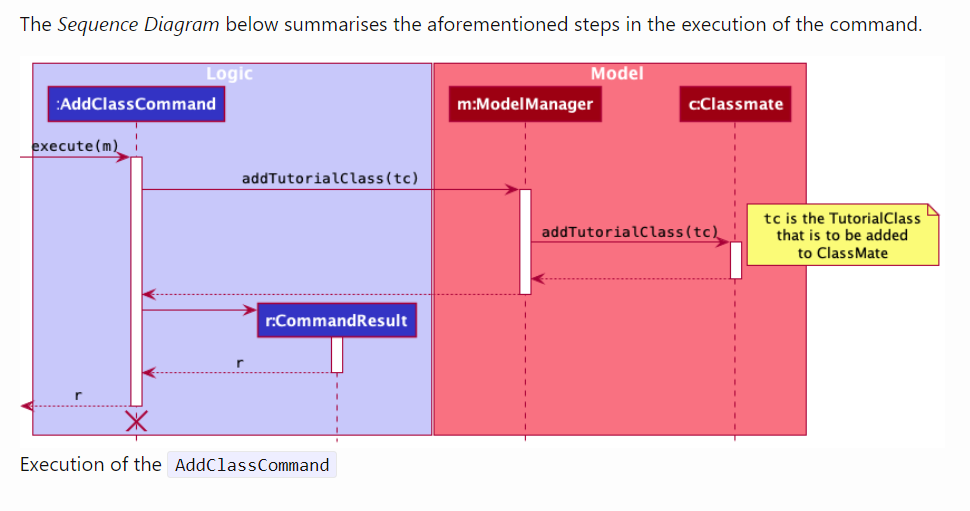 The Sequence Diagram below summarises the aforementioned steps in the execution of the command.
Logic
Model
:AddClassCommand
m:ModelManager
c:Classmate
execute(m)
addTutorialClass(tc)
addTutorialClass(tc)
tc is the TutorialClass
that is to be added
to ClassMate
r:CommandResult
r
r
Execution of the AddClassCommand